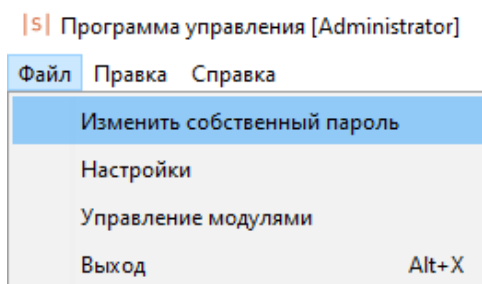 |S| Программа управления [Administrator]
Файл Правка Справка
Изменить собственный пароль
Настройки
Управление модулями
Выход Alt+X